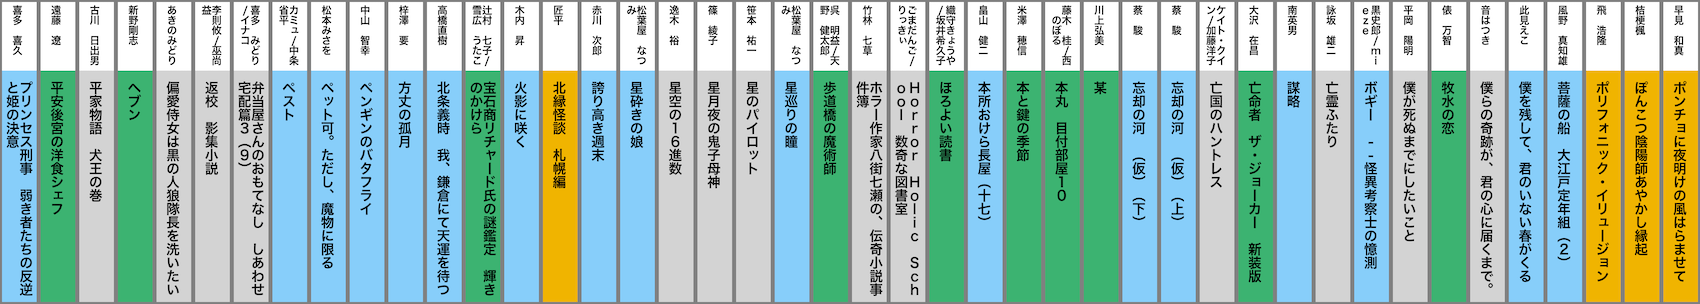 早見 和真
ポンチョに夜明けの風はらませて
桔梗楓
ぽんこつ陰陽師あやかし縁起
飛 浩隆
ポリフォニック・イリュージョン
風野 真知雄
菩薩の船 大江戸定年組(2)
此見えこ
僕を残して、君のいない春がくる
音はつき
僕らの奇跡が、君の心に届くまで。
俵 万智
牧水の恋
平岡 陽明
僕が死ぬまでにしたいこと
黒史郎/mi
eze
ボギー --怪異考察士の憶測
詠坂 雄二
亡霊ふたり
南英男
謀略
大沢 在昌
亡命者 ザ・ジョーカー 新装版
ケイト・クイ
ン/加藤洋子
亡国のハントレス
蔡 駿
忘却の河 (仮)(上)
蔡 駿
忘却の河 (仮)(下)
川上弘美
某
藤木 桂/西
のぼる
本丸 目付部屋10
米澤 穂信
本と鍵の季節
畠山 健二
本所おけら長屋(十七)
織守きょうや
/坂井希久子
ほろよい読書
ごまだんご/
りっきぃ
Horror Holic Sch
ool 数奇な図書室
竹林 七草
ホラー作家八街七瀬の、伝奇小説事
件簿
呉 明益/天
野 健太郎
歩道橋の魔術師
松葉屋 なつ
み
星巡りの瞳
笹本 祐一
星のパイロット
篠 綾子
星月夜の鬼子母神
逸木 裕
星空の16進数
松葉屋 なつ
み
星砕きの娘
赤川 次郎
誇り高き週末
匠平
北縁怪談 札幌編
木内 昇
火影に咲く
辻村 七子/
雪広 うたこ
宝石商リチャード氏の謎鑑定 輝き
のかけら
高橋直樹
北条義時 我、鎌倉にて天運を待つ
梓澤 要
方丈の孤月
中山 智幸
ペンギンのバタフライ
松本みさを
ペット可。ただし、魔物に限る
カミュ/中条
省平
ペスト
喜多 みどり
/イナコ
弁当屋さんのおもてなし しあわせ
宅配篇3(9)
李則攸/巫尚
益
返校 影集小説
あきのみどり
偏愛侍女は黒の人狼隊長を洗いたい
新野剛志
ヘブン
古川 日出男
平家物語 犬王の巻
遠藤 遼
平安後宮の洋食シェフ
喜多 喜久
プリンセス刑事 弱き者たちの反逆
と姫の決意